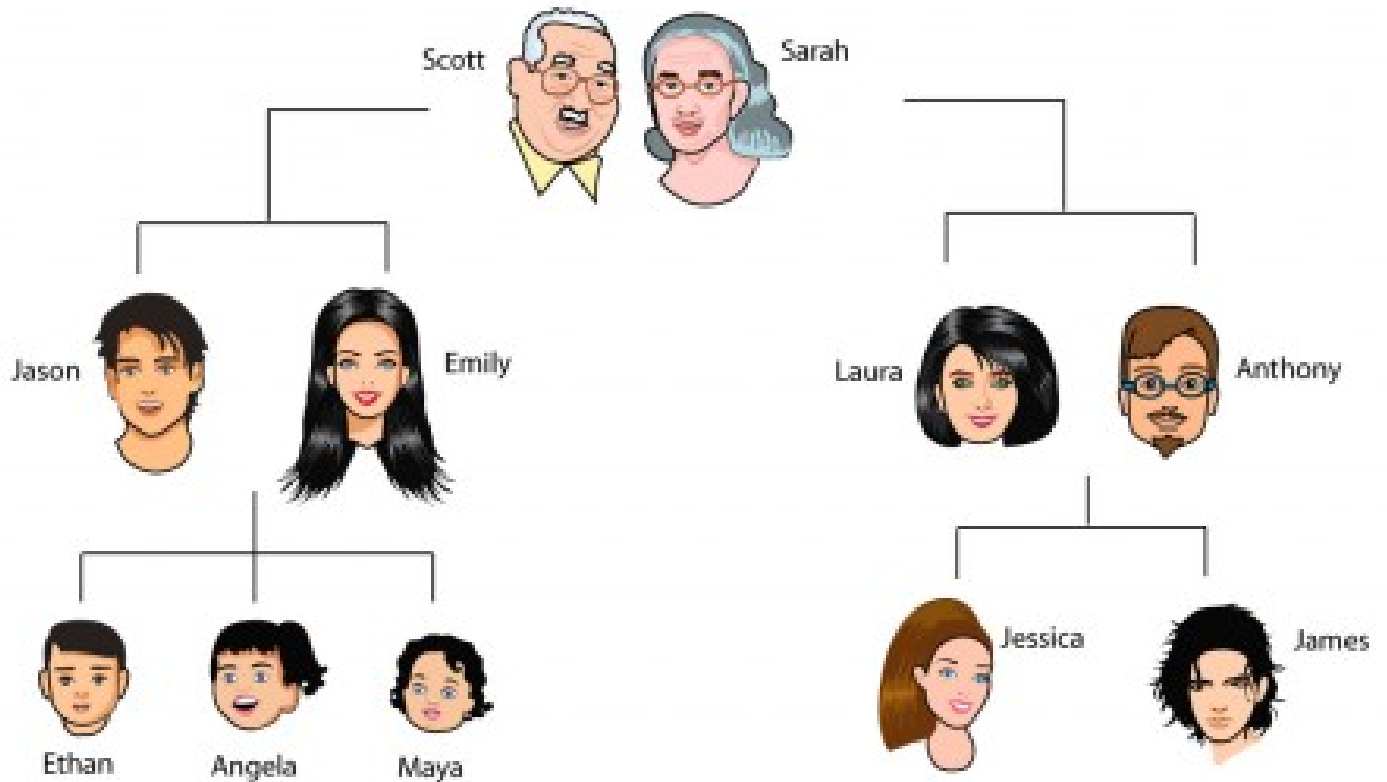 Scott
Sarah
Jason
Emily
Laura
Anthony
Jessica
James
Ethan
Angela
Maya